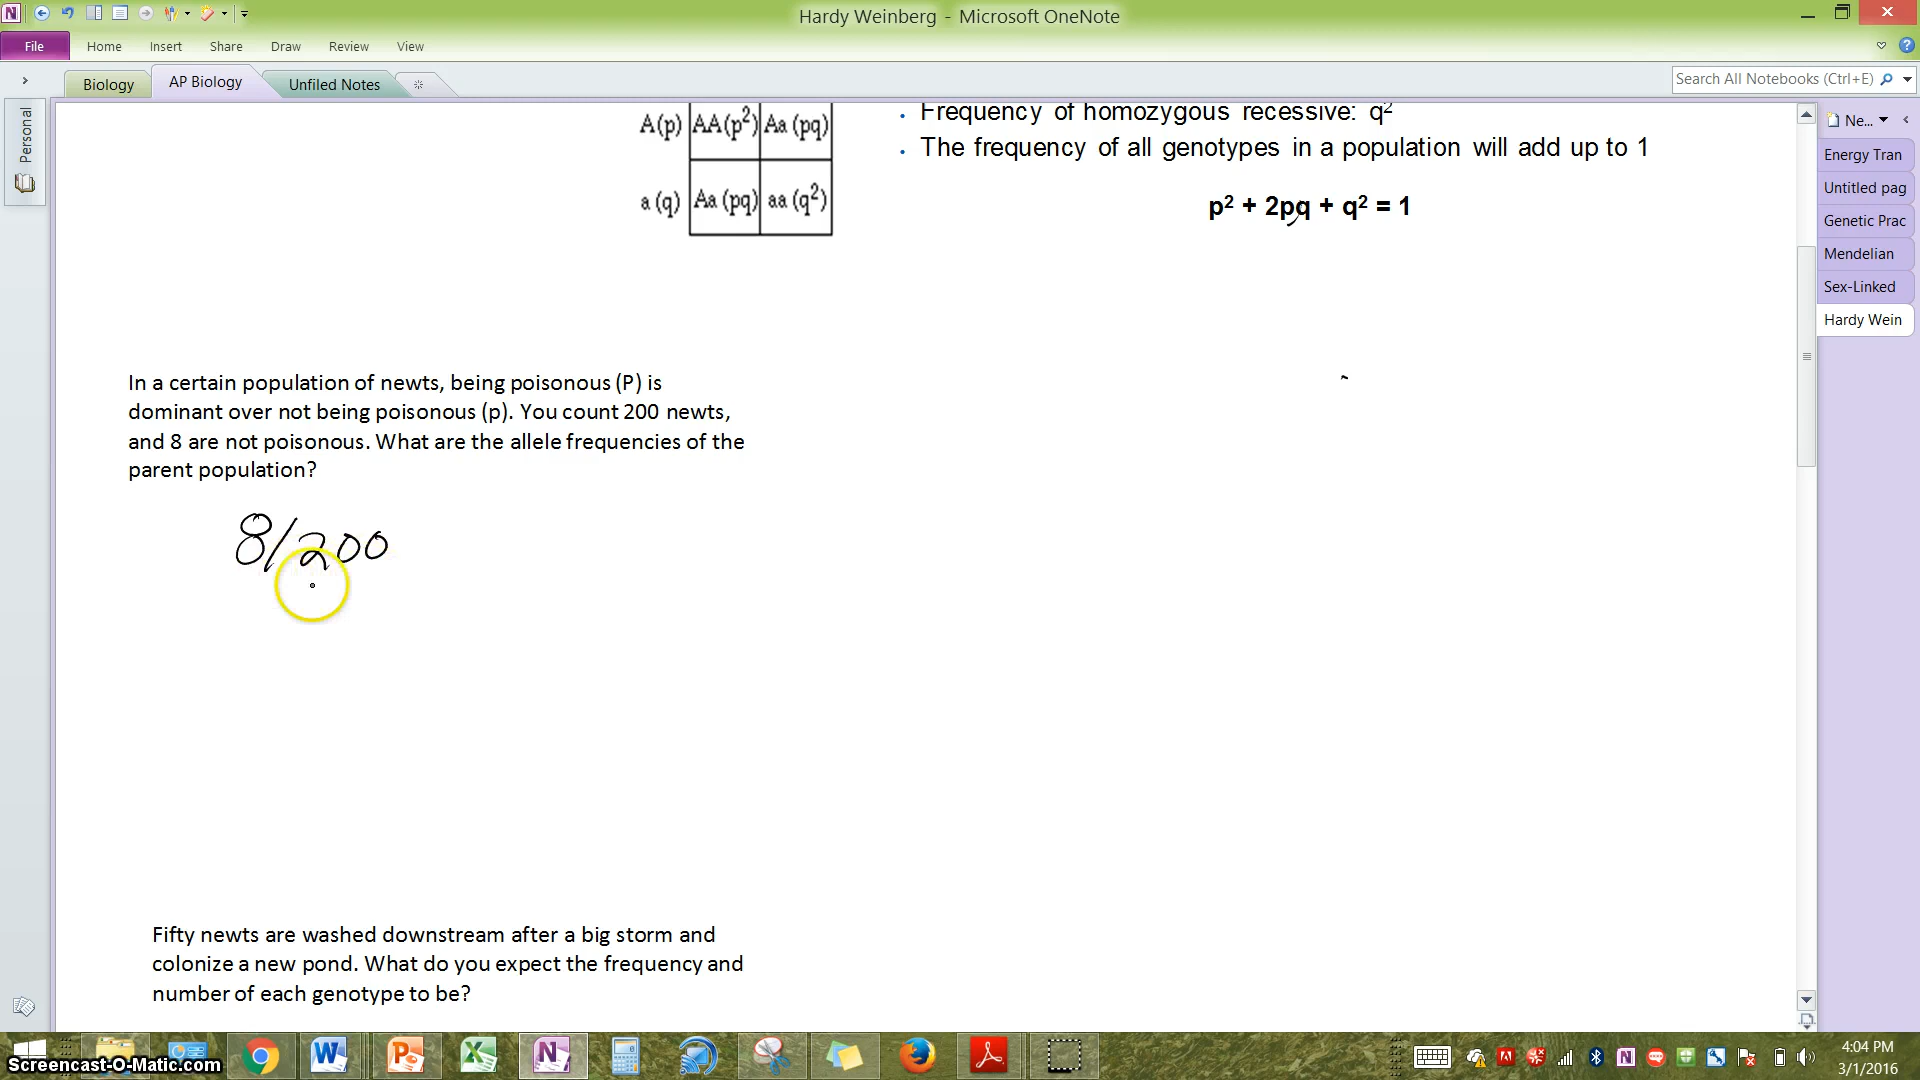 Hardy Weinberg - Microsoft OneNote
File Home Insert Share Draw Review View
Biology AP Biology Unfiled Notes
Search All Notebooks (Ctrl+E)
Personal
A(p) AA(p²) Aa (pq)
a (q) Aa (pq) aa (q²)
• Frequency of homozygous recessive: q²
• The frequency of all genotypes in a population will add up to 1
p² + 2pq + q² = 1
In a certain population of newts, being poisonous (P) is
dominant over not being poisonous (p). You count 200 newts,
and 8 are not poisonous. What are the allele frequencies of the
parent population?
8/200
Fifty newts are washed downstream after a big storm and
colonize a new pond. What do you expect the frequency and
number of each genotype to be?
Ne...
Energy Tran
Untitled pag
Genetic Prac
Mendelian
Sex-Linked
Hardy Wein
Screencast-O-Matic.com
4:04 PM
3/1/2016